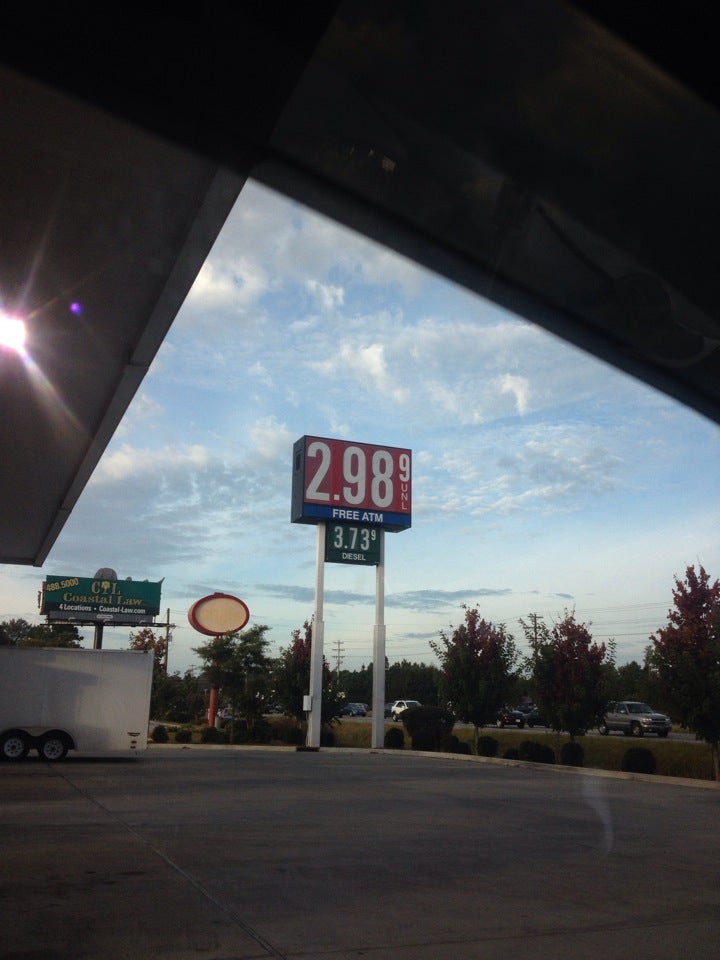 2.98 9
UNL
FREE ATM
3.73 9
DIESEL
488.5000
CL
Coastal Law
4 Locations • Coastal-Law.com